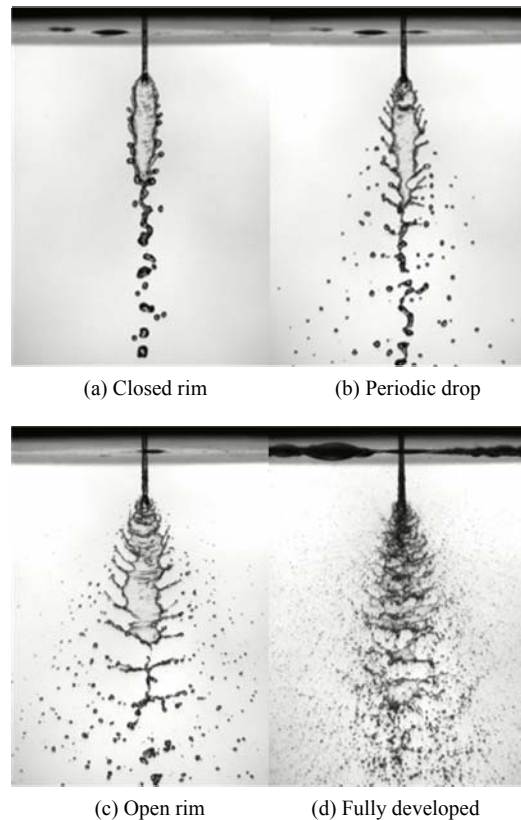 (a) Closed rim
(b) Periodic drop
(c) Open rim
(d) Fully developed